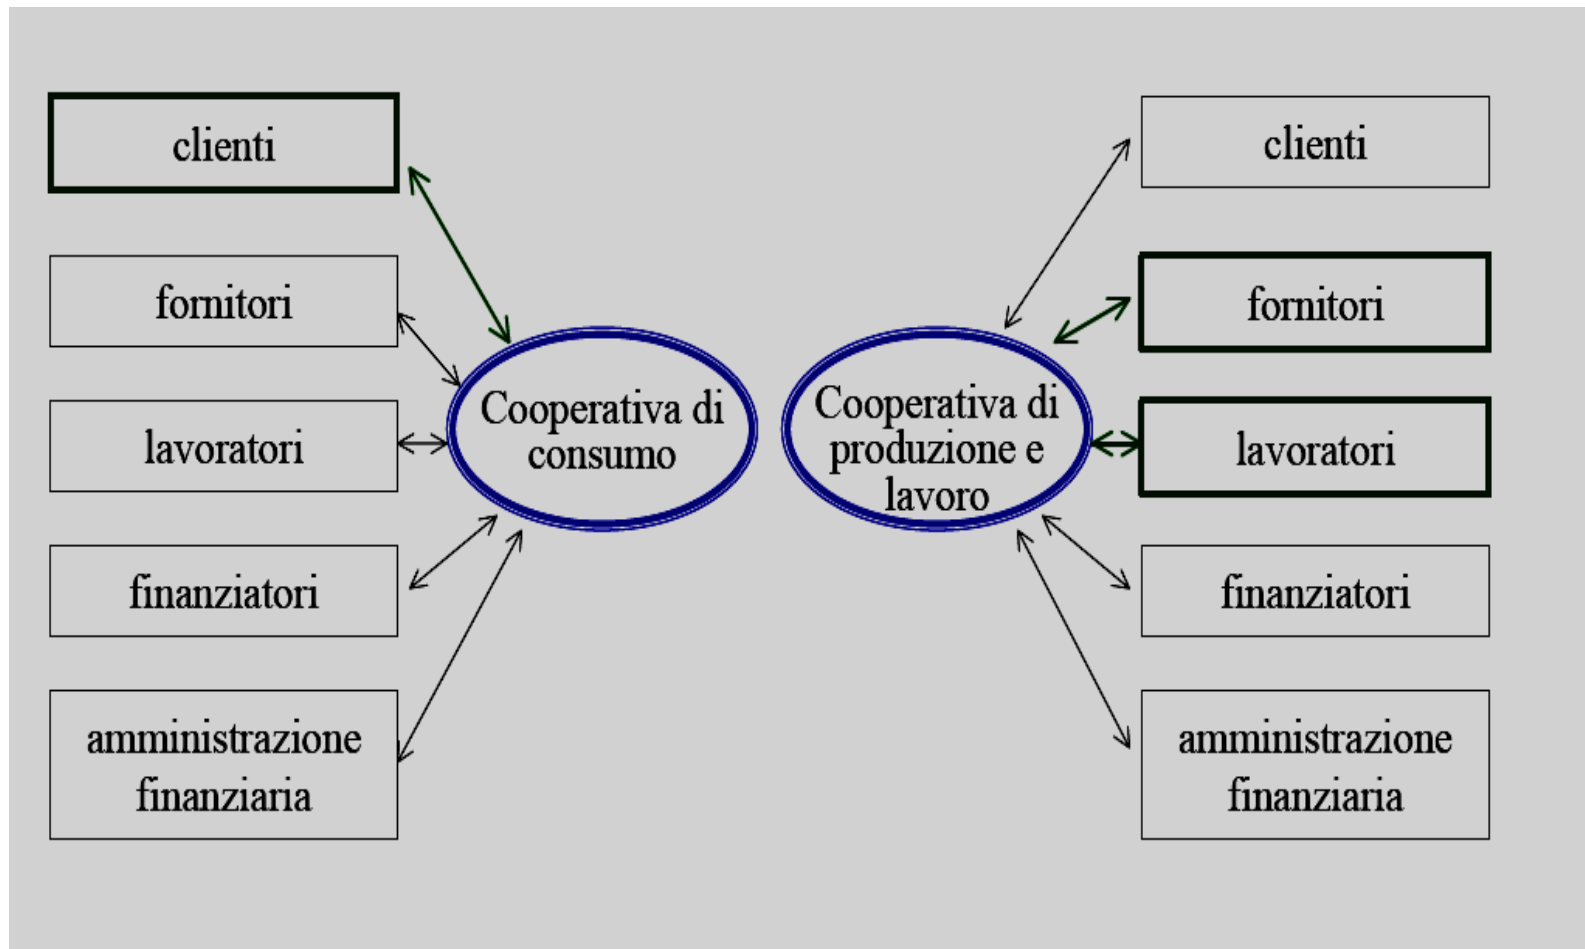 clienti
fornitori
lavoratori
finanziatori
amministrazione
finanziaria
Cooperativa di
consumo
Cooperativa di
produzione e
lavoro
clienti
fornitori
lavoratori
finanziatori
amministrazione
finanziaria